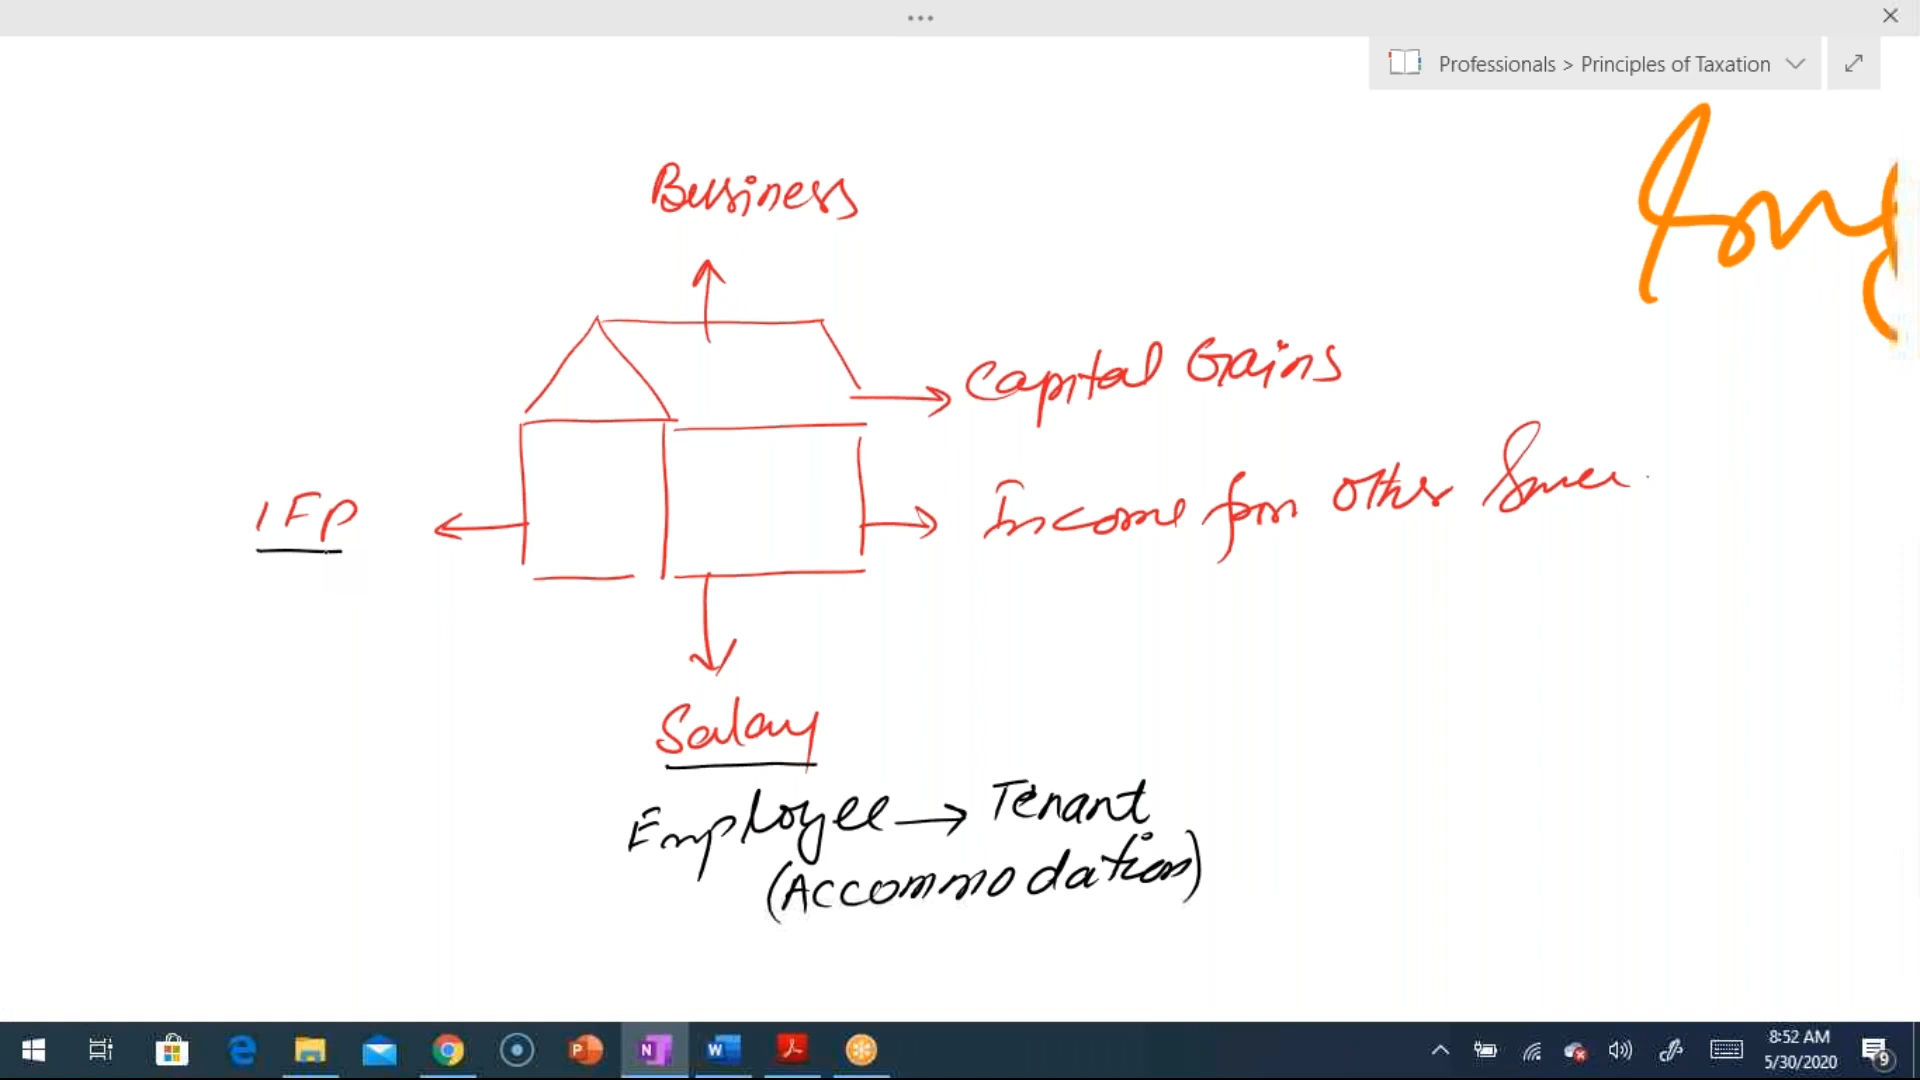 Professionals > Principles of Taxation
Business
Capital Gains
IFP
Income from Other Source
Salary
Employee → Tenant
(Accommodation)
8:52 AM
5/30/2020
9